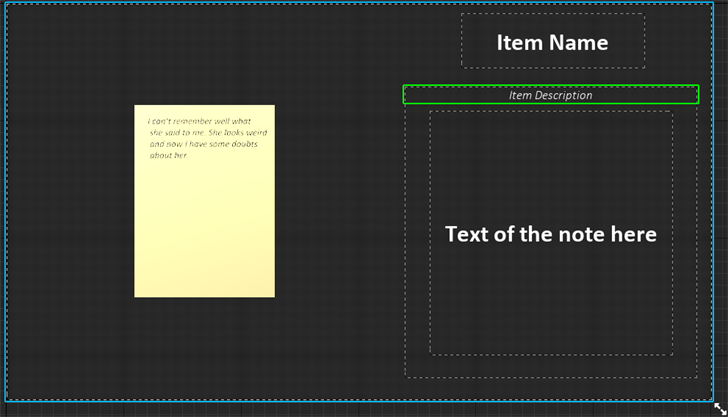 Item Name
Item Description
I can't remember well what
she said to me. She looks weird
and now i have some doubts
about her.
Text of the note here